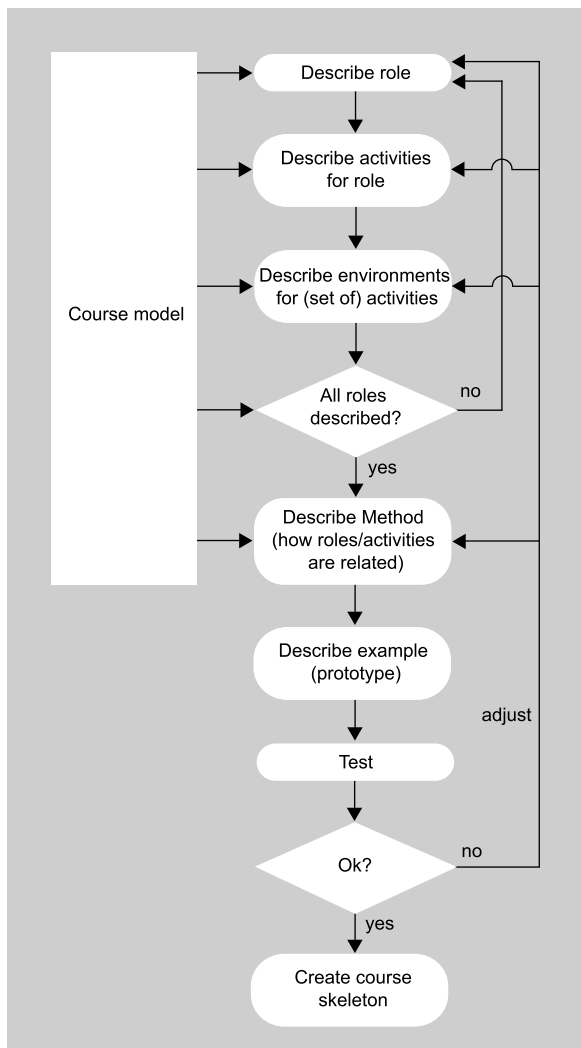 Describe role
Describe activities
for role
Describe environments
for (set of) activities
Course model
All roles
described?
no
yes
Describe Method
(how roles/activities
are related)
Describe example
(prototype)
adjust
Test
Ok?
no
yes
Create course
skeleton